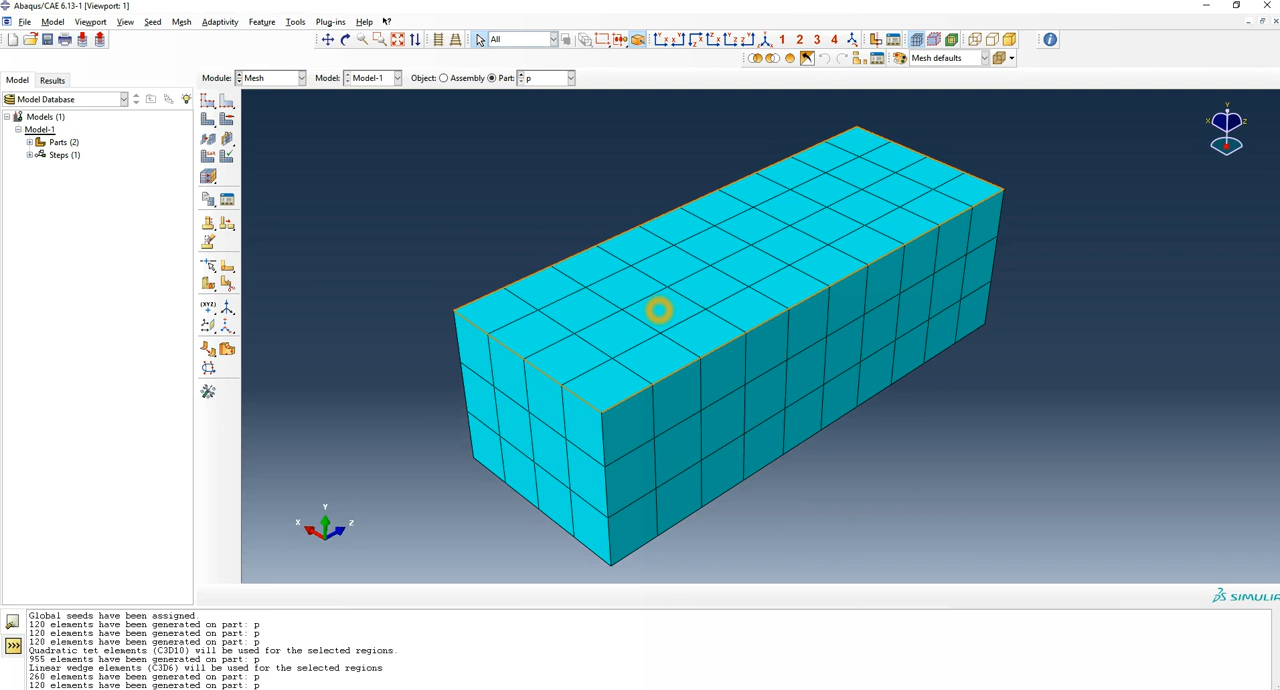 Abaqus/CAE 6.13-1 [Viewport: 1]
File Model Viewport View Seed Mesh Adaptivity Feature Tools Plug-ins Help
All 1 2 3 4
Mesh defaults
Module: Mesh Model: Model-1 Object: Assembly Part: p
Model Results
Model Database
Models (1)
Model-1
Parts (2)
Steps (1)
(XYZ)
Y
X Z
Y
X Z
SIMULIA
Global seeds have been assigned.
120 elements have been generated on part: p
120 elements have been generated on part: p
120 elements have been generated on part: p
Quadratic tet elements (C3D10) will be used for the selected regions.
955 elements have been generated on part: p
Linear wedge elements (C3D6) will be used for the selected regions
260 elements have been generated on part: p
120 elements have been generated on part: p